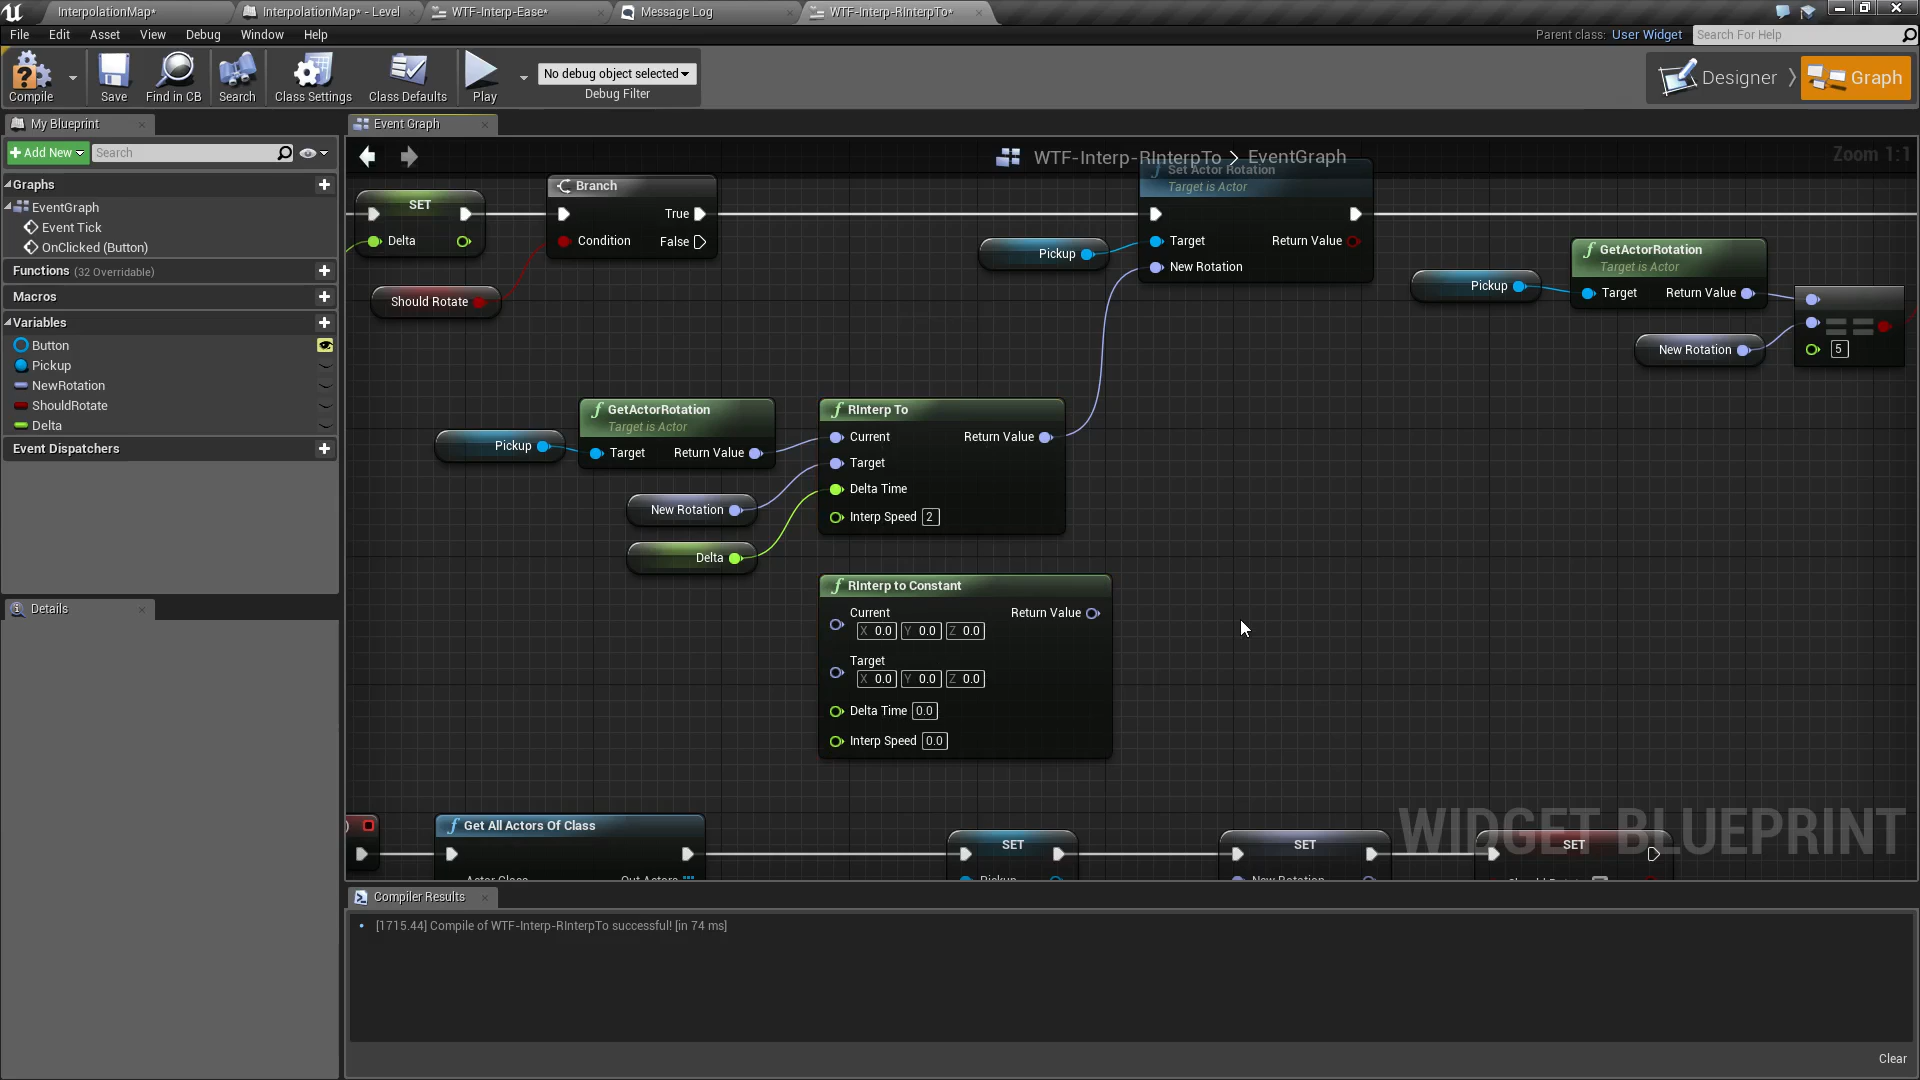 InterpolationMap*
InterpolationMap* - Level
WTF-Interp-Ease*
Message Log
WTF-Interp-RInterpTo*
File
Edit
Asset
View
Debug
Window
Help
Parent class: User Widget
Search For Help
Compile
Save
Find in CB
Search
Class Settings
Class Defaults
Play
No debug object selected
Debug Filter
Designer
Graph
My Blueprint
Event Graph
Add New
Search
WTF-Interp-RInterpTo > EventGraph
Zoom 1:1
Graphs
EventGraph
Event Tick
OnClicked (Button)
Functions (32 Overridable)
Macros
Variables
Button
Pickup
NewRotation
ShouldRotate
Delta
Event Dispatchers
Details
SET
Delta
Should Rotate
Branch
True
Condition
False
Set Actor Rotation
Target is Actor
Pickup
Target
Return Value
New Rotation
GetActorRotation
Target is Actor
Pickup
Target
Return Value
New Rotation
5
Pickup
GetActorRotation
Target is Actor
Target
Return Value
New Rotation
Delta
RInterp To
Current
Return Value
Target
Delta Time
Interp Speed 2
RInterp to Constant
Current
Return Value
X 0.0 Y 0.0 Z 0.0
Target
X 0.0 Y 0.0 Z 0.0
Delta Time 0.0
Interp Speed 0.0
Get All Actors Of Class
Actor Class
Out Actors
SET
Pickup
SET
New Rotation
SET
Should Rotate
WIDGET BLUEPRINT
Compiler Results
[1715.44] Compile of WTF-Interp-RInterpTo successful! [in 74 ms]
Clear